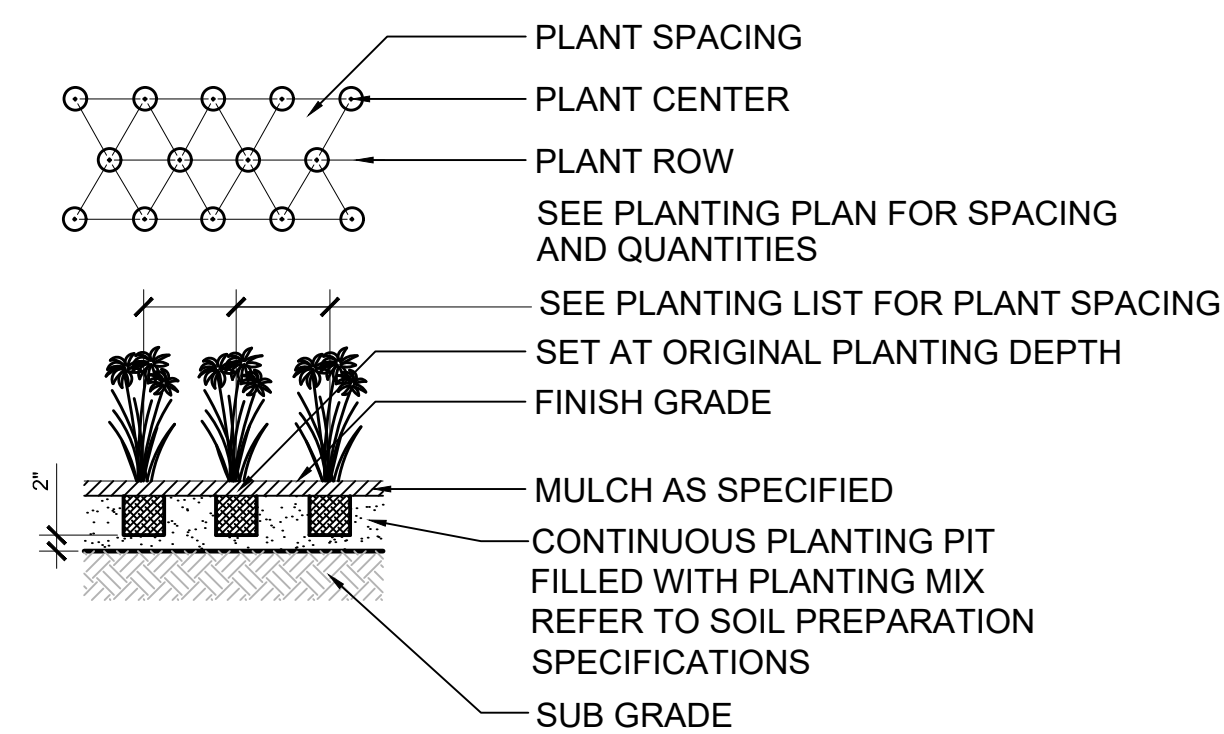 PLANT SPACING
PLANT CENTER
PLANT ROW
SEE PLANTING PLAN FOR SPACING
AND QUANTITIES
SEE PLANTING LIST FOR PLANT SPACING
SET AT ORIGINAL PLANTING DEPTH
FINISH GRADE
2"
MULCH AS SPECIFIED
CONTINUOUS PLANTING PIT
FILLED WITH PLANTING MIX
REFER TO SOIL PREPARATION
SPECIFICATIONS
SUB GRADE